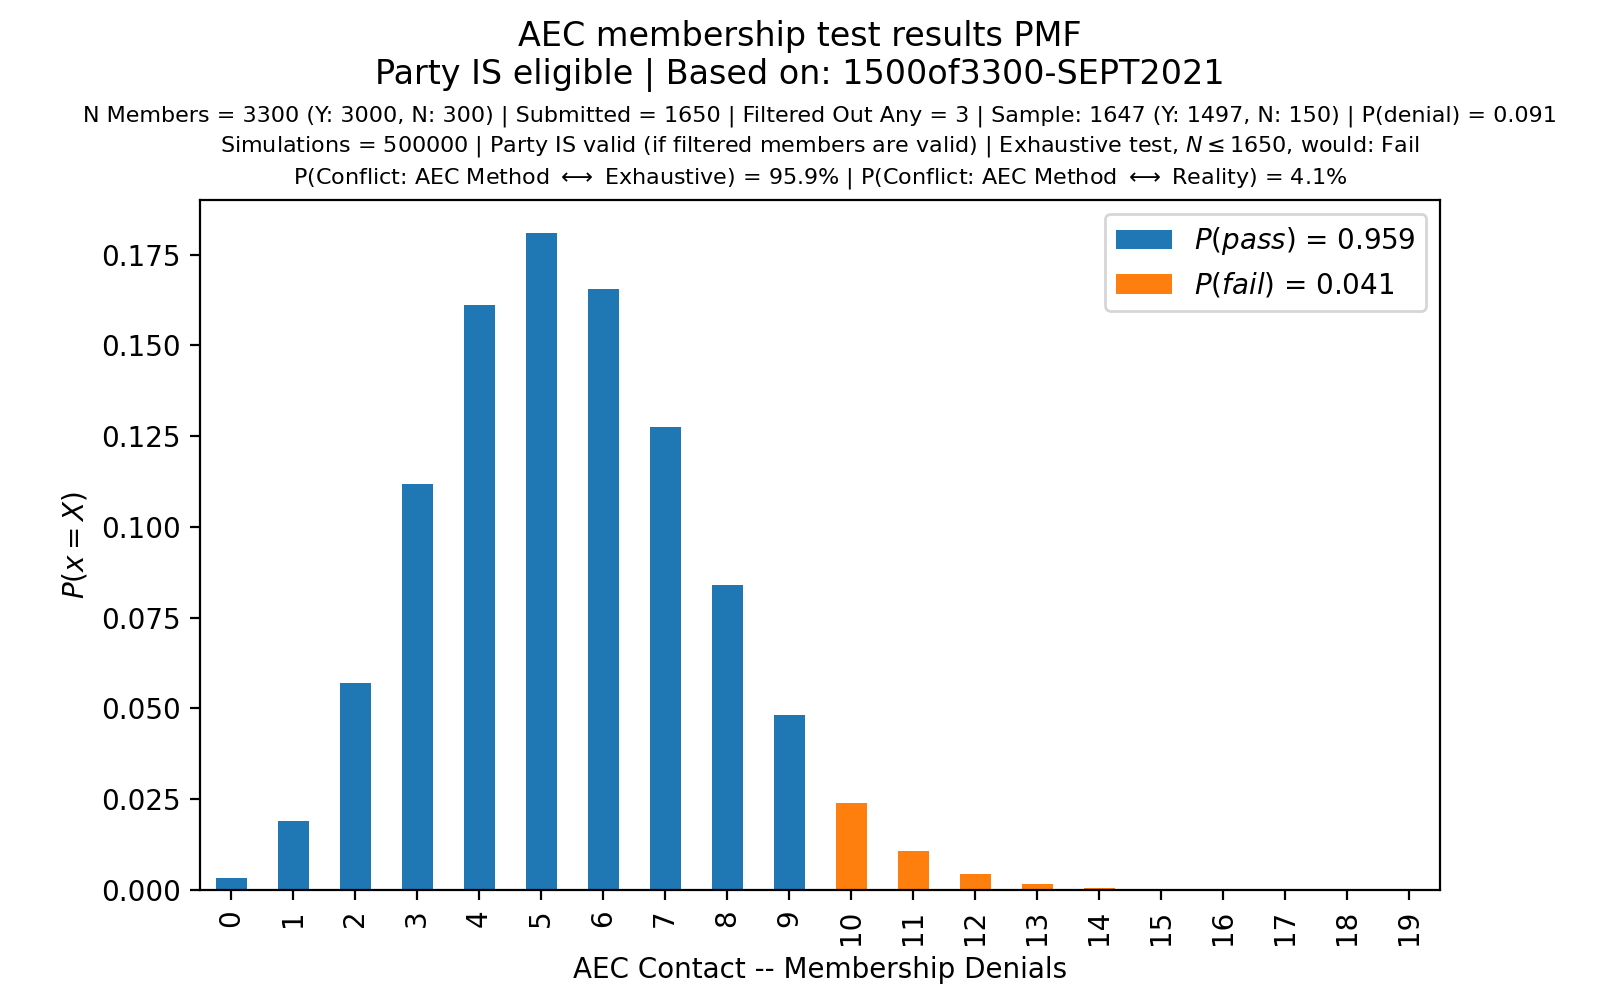 AEC membership test results PMF
Party IS eligible | Based on: 1500of3300-SEPT2021
N Members = 3300 (Y: 3000, N: 300) | Submitted = 1650 | Filtered Out Any = 3 | Sample: 1647 (Y: 1497, N: 150) | P(denial) = 0.091
Simulations = 500000 | Party IS valid (if filtered members are valid) | Exhaustive test, N ≤ 1650, would: Fail
P(Conflict: AEC Method ⟷ Exhaustive) = 95.9% | P(Conflict: AEC Method ⟷ Reality) = 4.1%
P(pass) = 0.959
P(fail) = 0.041
P(x = X)
0.175
0.150
0.125
0.100
0.075
0.050
0.025
0.000
0 1 2 3 4 5 6 7 8 9 10 11 12 13 14 15 16 17 18 19
AEC Contact -- Membership Denials